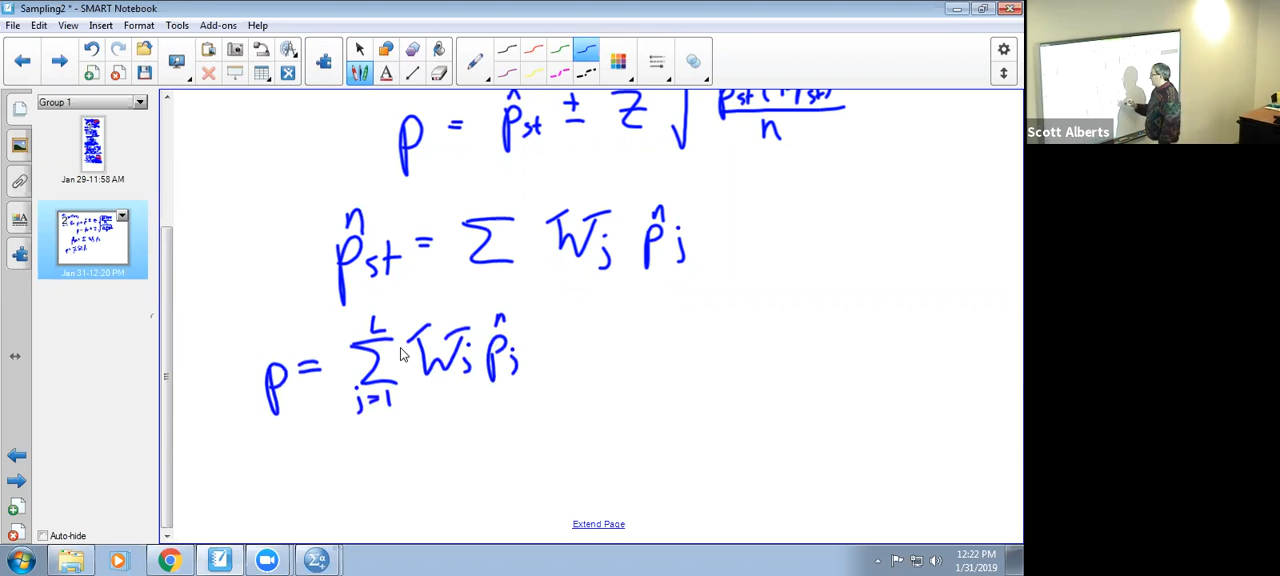 Sampling2 * - SMART Notebook
File Edit View Insert Format Tools Add-ons Help
Group 1
Jan 29-11:58 AM
Jan 31-12:20 PM
Auto-hide
p = p̂st ± Z √ p̂st(1-p̂st) / n
p̂st = Σ Wj p̂j
p = Σ j=1 L Wj p̂j
Extend Page
Scott Alberts
12:22 PM
1/31/2019